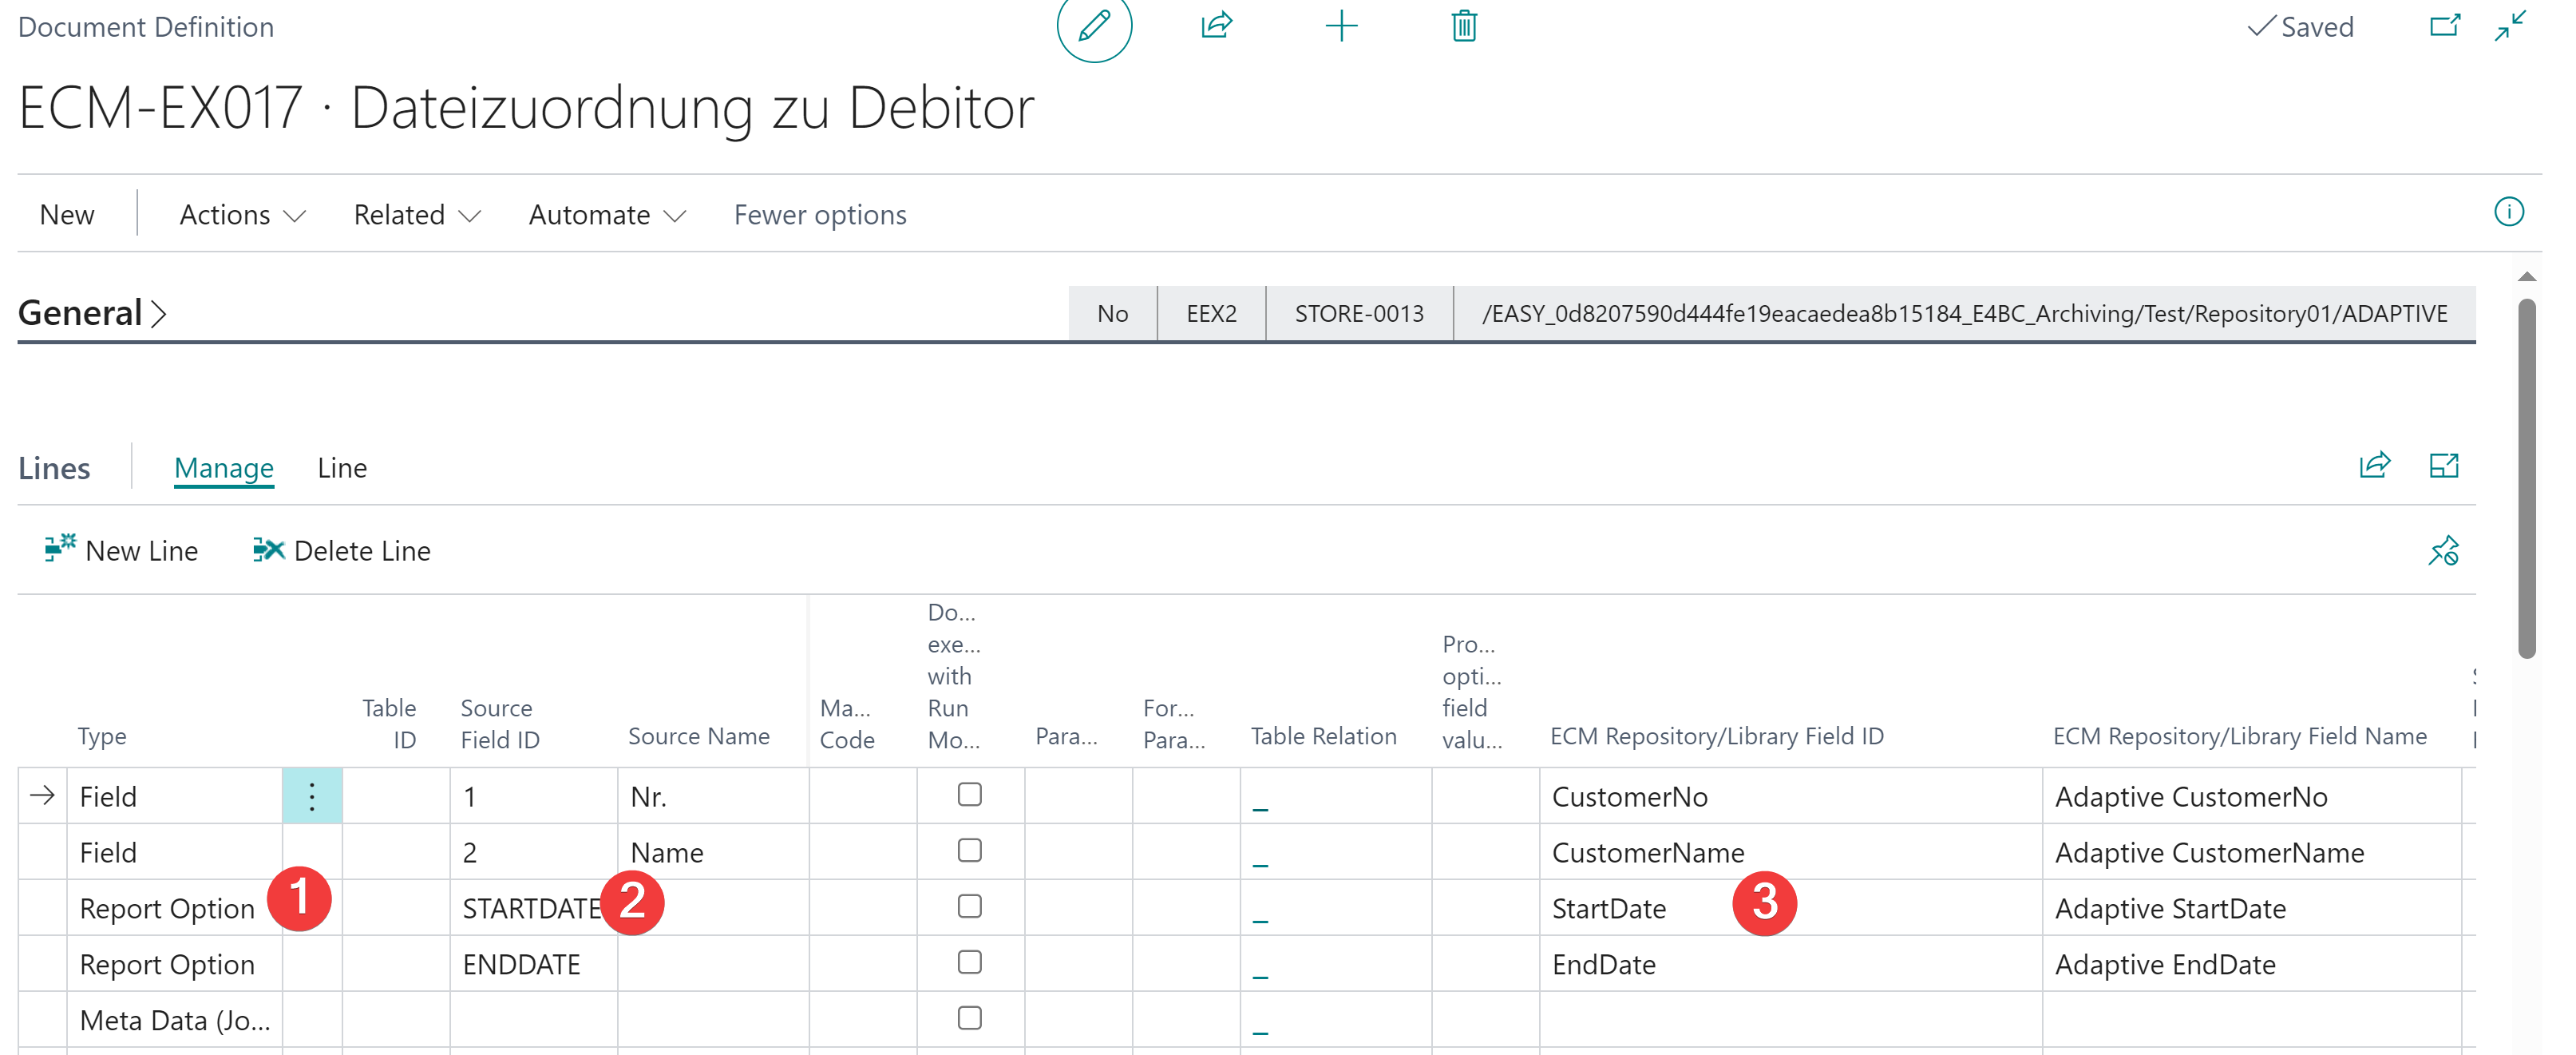 Document Definition
Saved
ECM-EX017 · Dateizuordnung zu Debitor
New Actions Related Automate Fewer options
General No EEX2 STORE-0013 /EASY_0d8207590d444fe19eacaedea8b15184_E4BC_Archiving/Test/Repository01/ADAPTIVE
Lines Manage Line
New Line Delete Line
Type
Table
ID
Source
Field ID
Source Name
Ma...
Code
Do...
exe...
with
Run
Mo...
Para...
For...
Para...
Table Relation
Pro...
opti...
field
valu...
ECM Repository/Library Field ID
ECM Repository/Library Field Name
Field 1 Nr. _ CustomerNo Adaptive CustomerNo
Field 2 Name _ CustomerName Adaptive CustomerName
Report Option 1 STARTDATE 2 _ StartDate 3 Adaptive StartDate
Report Option ENDDATE _ EndDate Adaptive EndDate
Meta Data (Jo... _